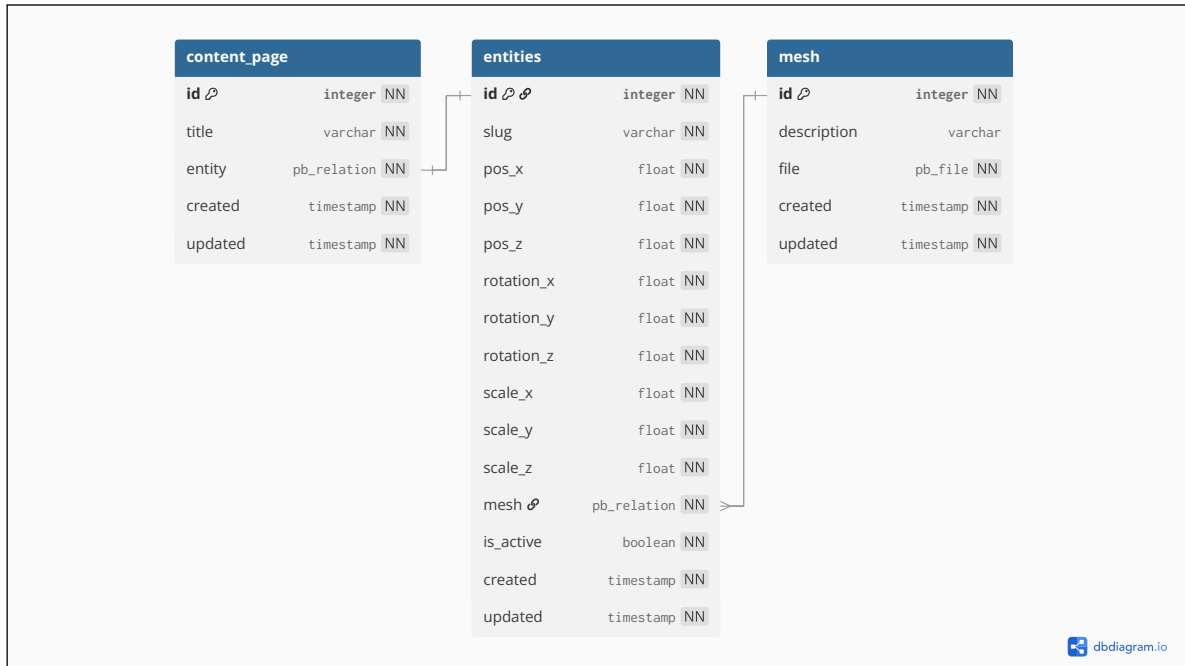 content_page
id integer NN
title varchar NN
entity pb_relation NN
created timestamp NN
updated timestamp NN
entities
id integer NN
slug varchar NN
pos_x float NN
pos_y float NN
pos_z float NN
rotation_x float NN
rotation_y float NN
rotation_z float NN
scale_x float NN
scale_y float NN
scale_z float NN
mesh pb_relation NN
is_active boolean NN
created timestamp NN
updated timestamp NN
mesh
id integer NN
description varchar
file pb_file NN
created timestamp NN
updated timestamp NN
dbdiagram.io